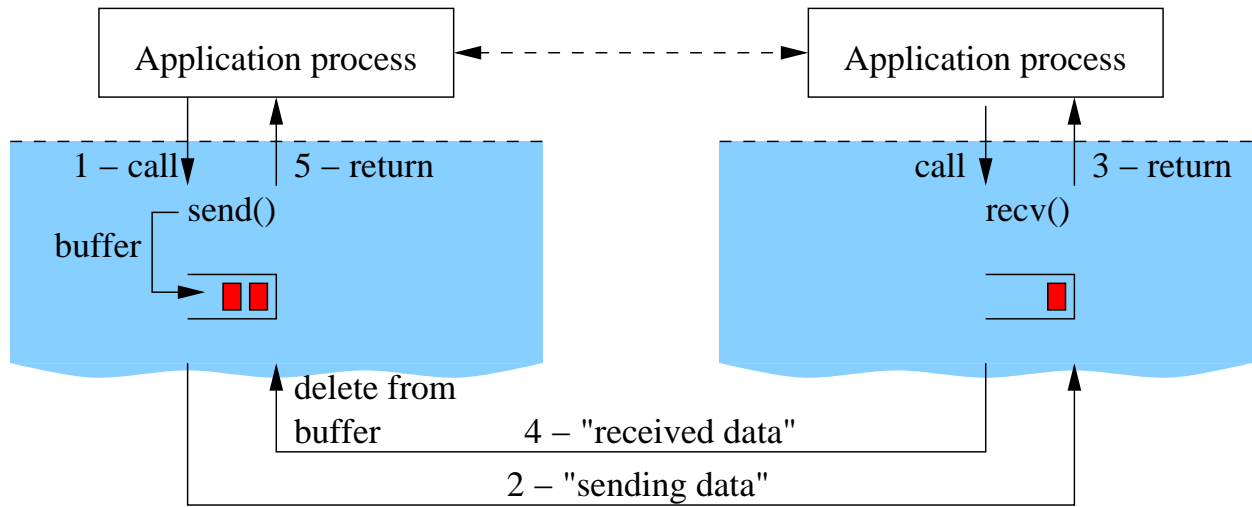 Application process
Application process
1 – call
5 – return
call
3 – return
send()
recv()
buffer
delete from
buffer
4 – "received data"
2 – "sending data"